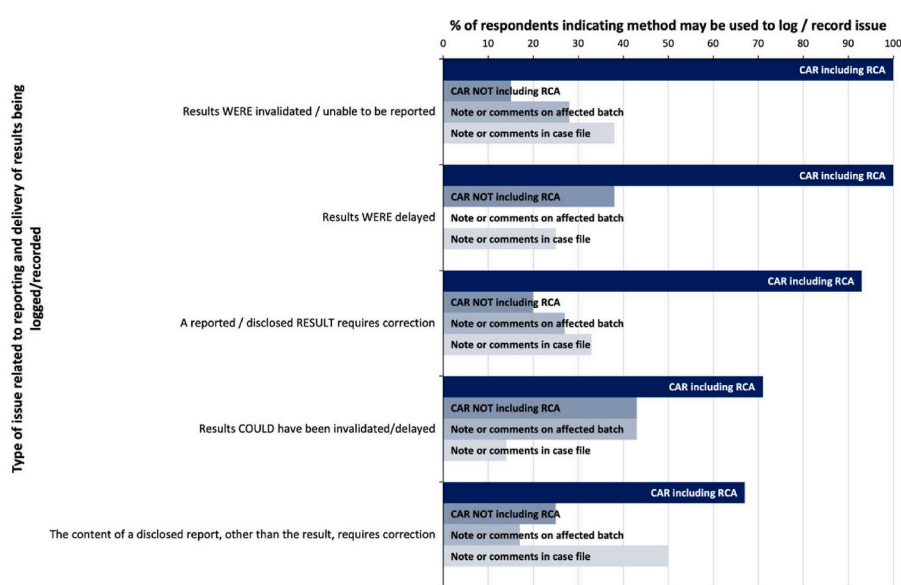 % of respondents indicating method may be used to log / record issue
0 10 20 30 40 50 60 70 80 90 100
Type of issue related to reporting and delivery of results being
logged/recorded
CAR including RCA
CAR NOT including RCA
Results WERE invalidated / unable to be reported
Note or comments on affected batch
Note or comments in case file
CAR including RCA
CAR NOT including RCA
Results WERE delayed
Note or comments on affected batch
Note or comments in case file
CAR including RCA
CAR NOT including RCA
A reported / disclosed RESULT requires correction
Note or comments on affected batch
Note or comments in case file
CAR including RCA
CAR NOT including RCA
Results COULD have been invalidated/delayed
Note or comments on affected batch
Note or comments in case file
CAR including RCA
CAR NOT including RCA
The content of a disclosed report, other than the result, requires correction
Note or comments on affected batch
Note or comments in case file